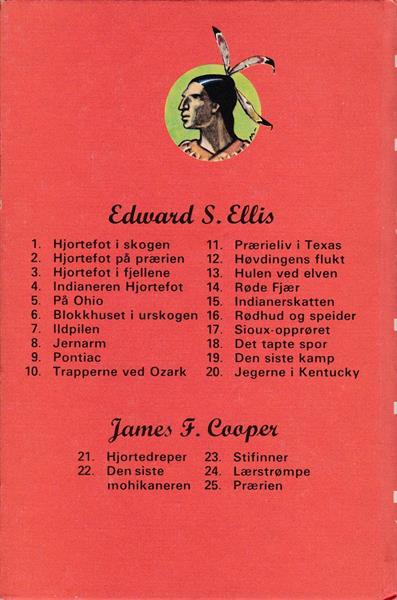 Edward S. Ellis
1. Hjortefot i skogen
2. Hjortefot på prærien
3. Hjortefot i fjellene
4. Indianeren Hjortefot
5. På Ohio
6. Blokkhuset i urskogen
7. Ildpilen
8. Jernarm
9. Pontiac
10. Trapperne ved Ozark
11. Prærieliv i Texas
12. Høvdingens flukt
13. Hulen ved elven
14. Røde Fjær
15. Indianerskatten
16. Rødhud og speider
17. Sioux-opprøret
18. Det tapte spor
19. Den siste kamp
20. Jegerne i Kentucky
James F. Cooper
21. Hjortedreper
22. Den siste
mohikaneren
23. Stifinner
24. Lærstrømpe
25. Prærien